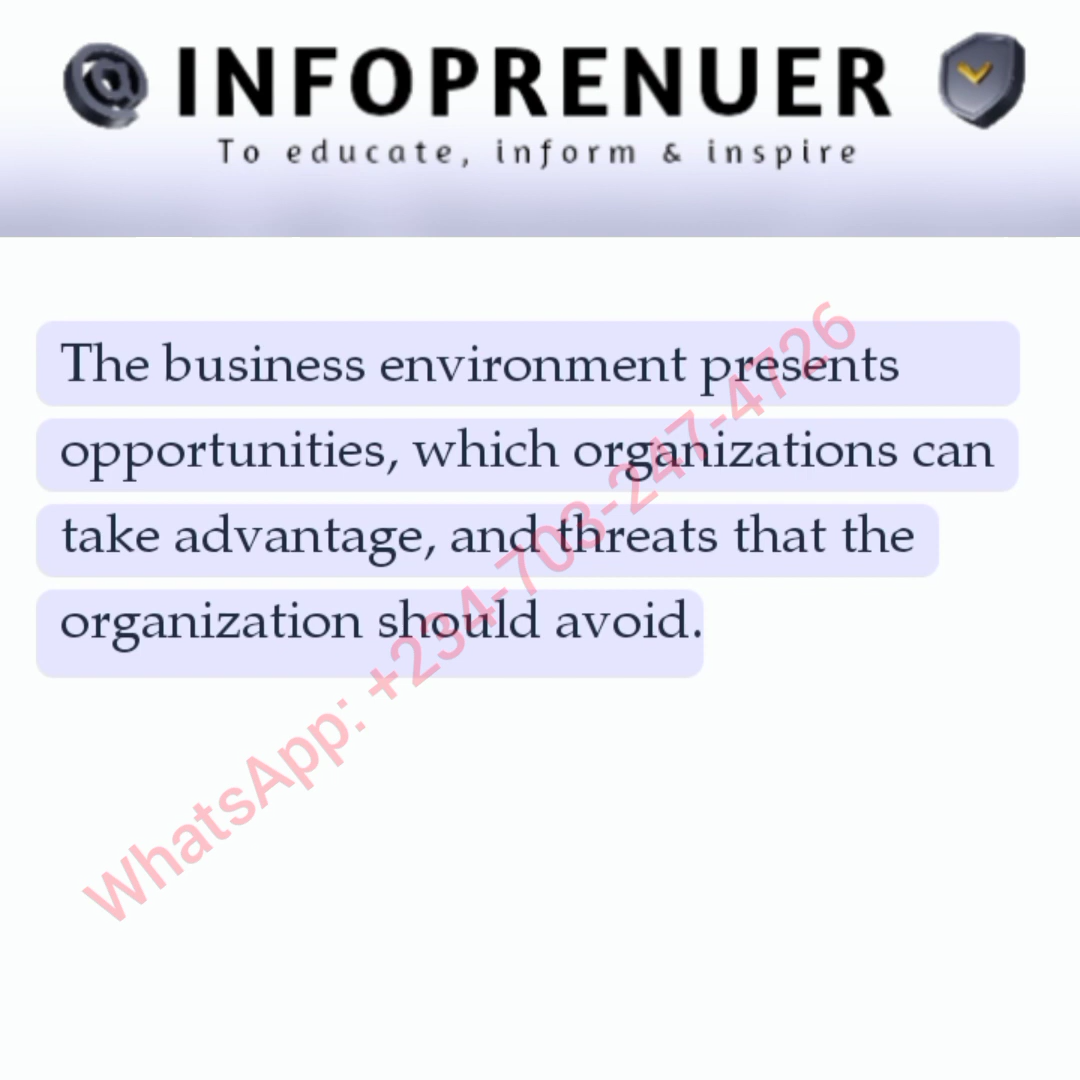 INFOPRENUER
To educate, inform & inspire
The business environment presents
opportunities, which organizations can
take advantage, and threats that the
organization should avoid.
WhatsApp: +234-703-247-4726